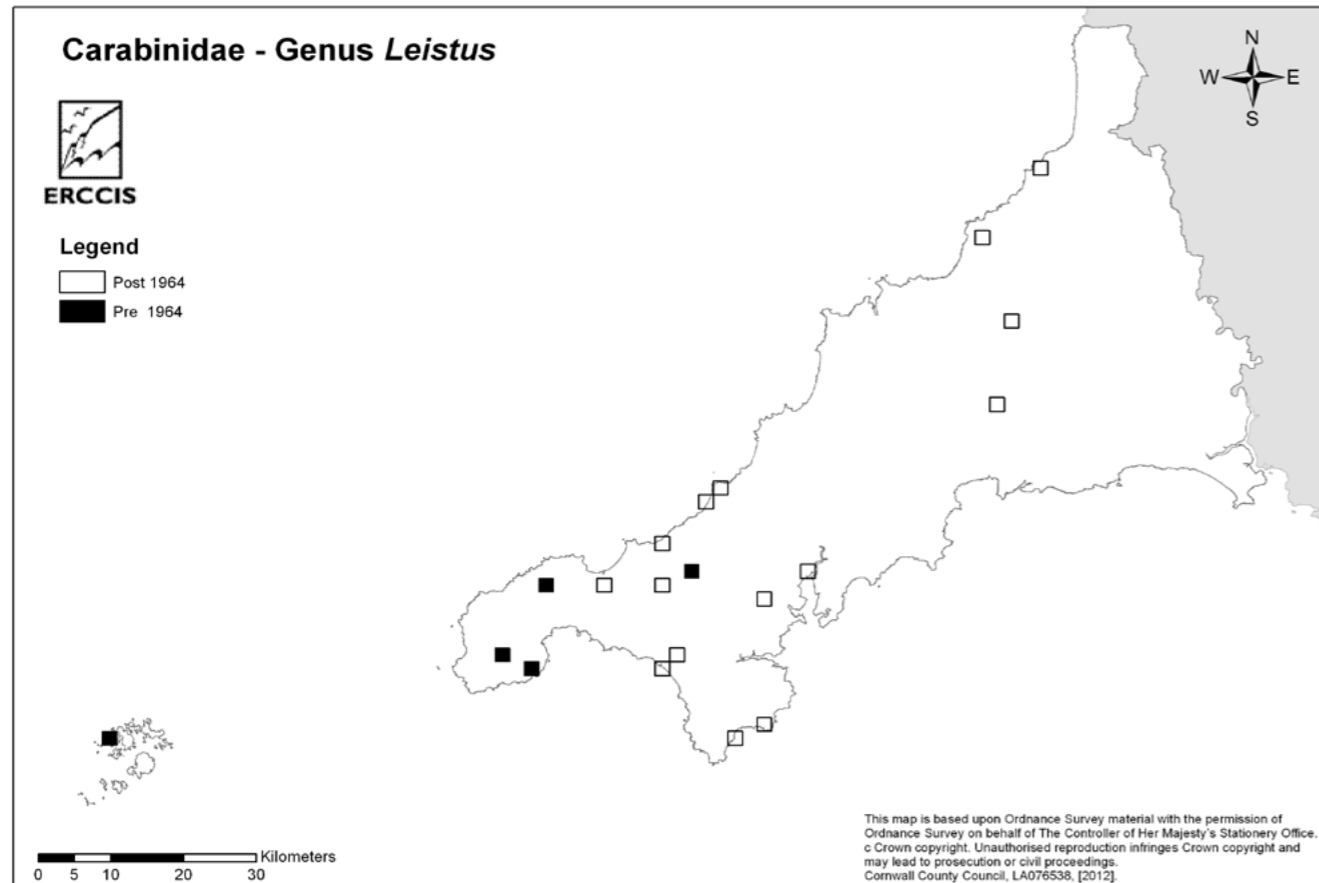 Carabinidae - Genus Leistus
N
W E
S
ERCCIS
Legend
Post 1964
Pre 1964
Kilometers
0 5 10 20 30
This map is based upon Ordnance Survey material with the permission of
Ordnance Survey on behalf of The Controller of Her Majesty's Stationery Office.
c Crown copyright. Unauthorised reproduction infringes Crown copyright and
may lead to prosecution or civil proceedings.
Cornwall County Council, LA076538, [2012].